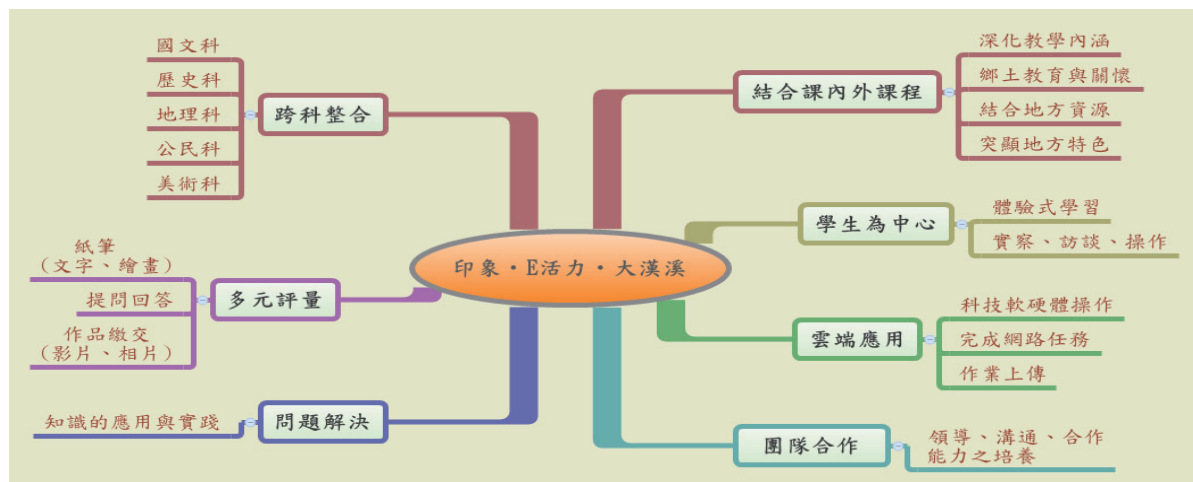 印象・E活力・大漢溪
跨科整合
國文科
歷史科
地理科
公民科
美術科
多元評量
紙筆
（文字、繪畫）
提問回答
作品繳交
（影片、相片）
問題解決
知識的應用與實踐
結合課內外課程
深化教學內涵
鄉土教育與關懷
結合地方資源
突顯地方特色
學生為中心
體驗式學習
實察、訪談、操作
雲端應用
科技軟硬體操作
完成網路任務
作業上傳
團隊合作
領導、溝通、合作
能力之培養